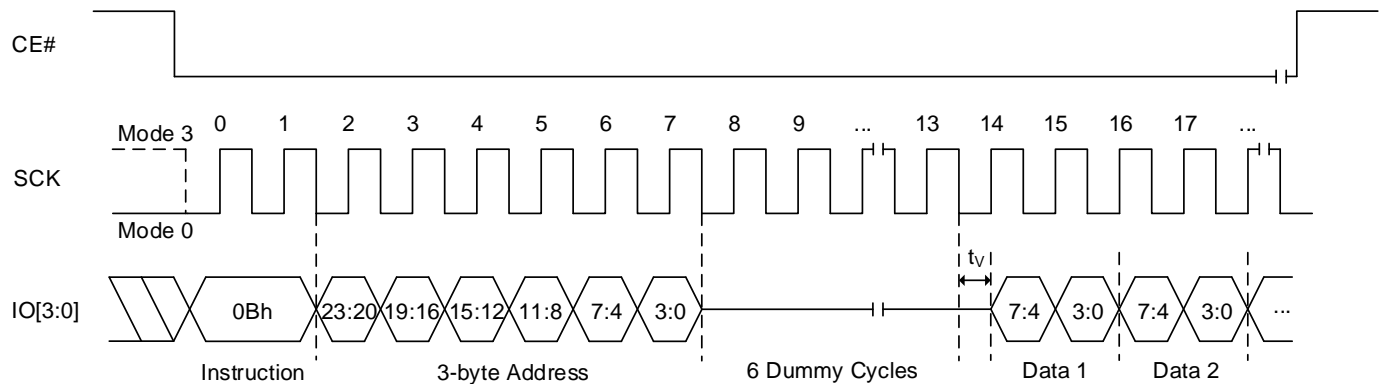 CE#
Mode 3 0 1 2 3 4 5 6 7 8 9 ... 13 14 15 16 17 ...
SCK
Mode 0
tV
IO[3:0] 0Bh 23:20 19:16 15:12 11:8 7:4 3:0 7:4 3:0 7:4 3:0 ...
Instruction 3-byte Address 6 Dummy Cycles Data 1 Data 2